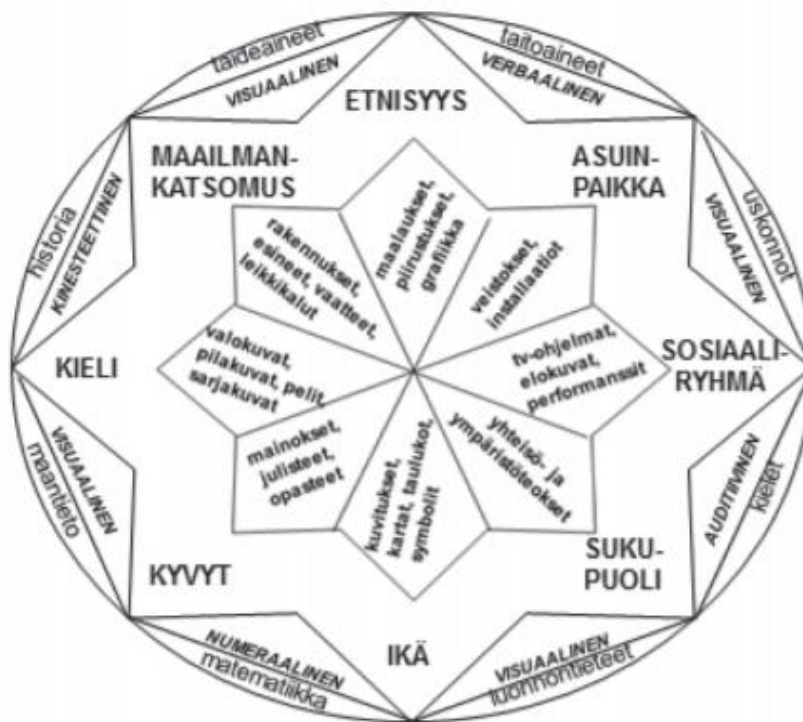 taideaineet
VISUAALINEN
taitoaineet
VERBAALINEN
ETNISYYS
MAAILMAN-
KATSOMUS
ASUIN-
PAIKKA
historia
KINESTEETTINEN
uskonnot
VISUAALINEN
maalaukset,
piirustukset,
grafiikka
rakennukset,
esineet, vaatteet,
leikkikalut
veistokset,
installaatiot
valokuvat,
pilakuvat, pelit,
sarjakuvat
tv-ohjelmat,
elokuvat,
performanssit
KIELI
SOSIAALI-
RYHMÄ
mainokset,
julisteet,
opasteet
kuvitukset,
kartat, taulukot,
symbolit
yhteisö- ja
ympäristöteokset
VISUAALINEN
maantieto
AUDITIIVINEN
kielet
KYVYT
SUKU-
PUOLI
IKÄ
NUMERAALINEN
matematiikka
VISUAALINEN
luonnontieteet